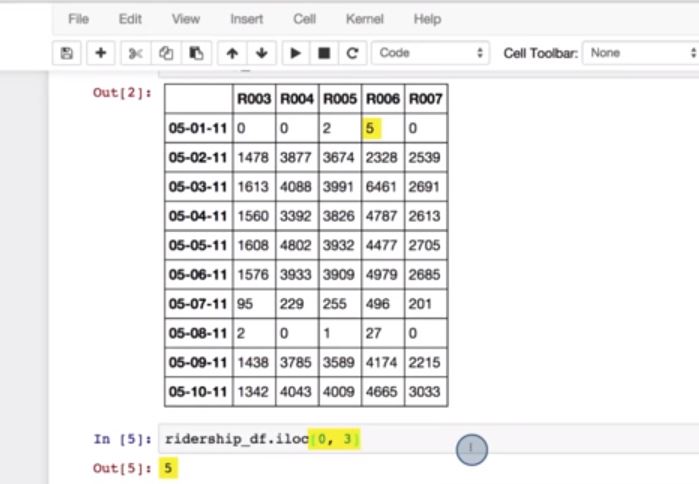 File Edit View Insert Cell Kernel Help
Code Cell Toolbar: None
Out[2]:
R003 R004 R005 R006 R007
05-01-11 0 0 2 5 0
05-02-11 1478 3877 3674 2328 2539
05-03-11 1613 4088 3991 6461 2691
05-04-11 1560 3392 3826 4787 2613
05-05-11 1608 4802 3932 4477 2705
05-06-11 1576 3933 3909 4979 2685
05-07-11 95 229 255 496 201
05-08-11 2 0 1 27 0
05-09-11 1438 3785 3589 4174 2215
05-10-11 1342 4043 4009 4665 3033
In [5]: ridership_df.iloc[0, 3]
Out[5]: 5